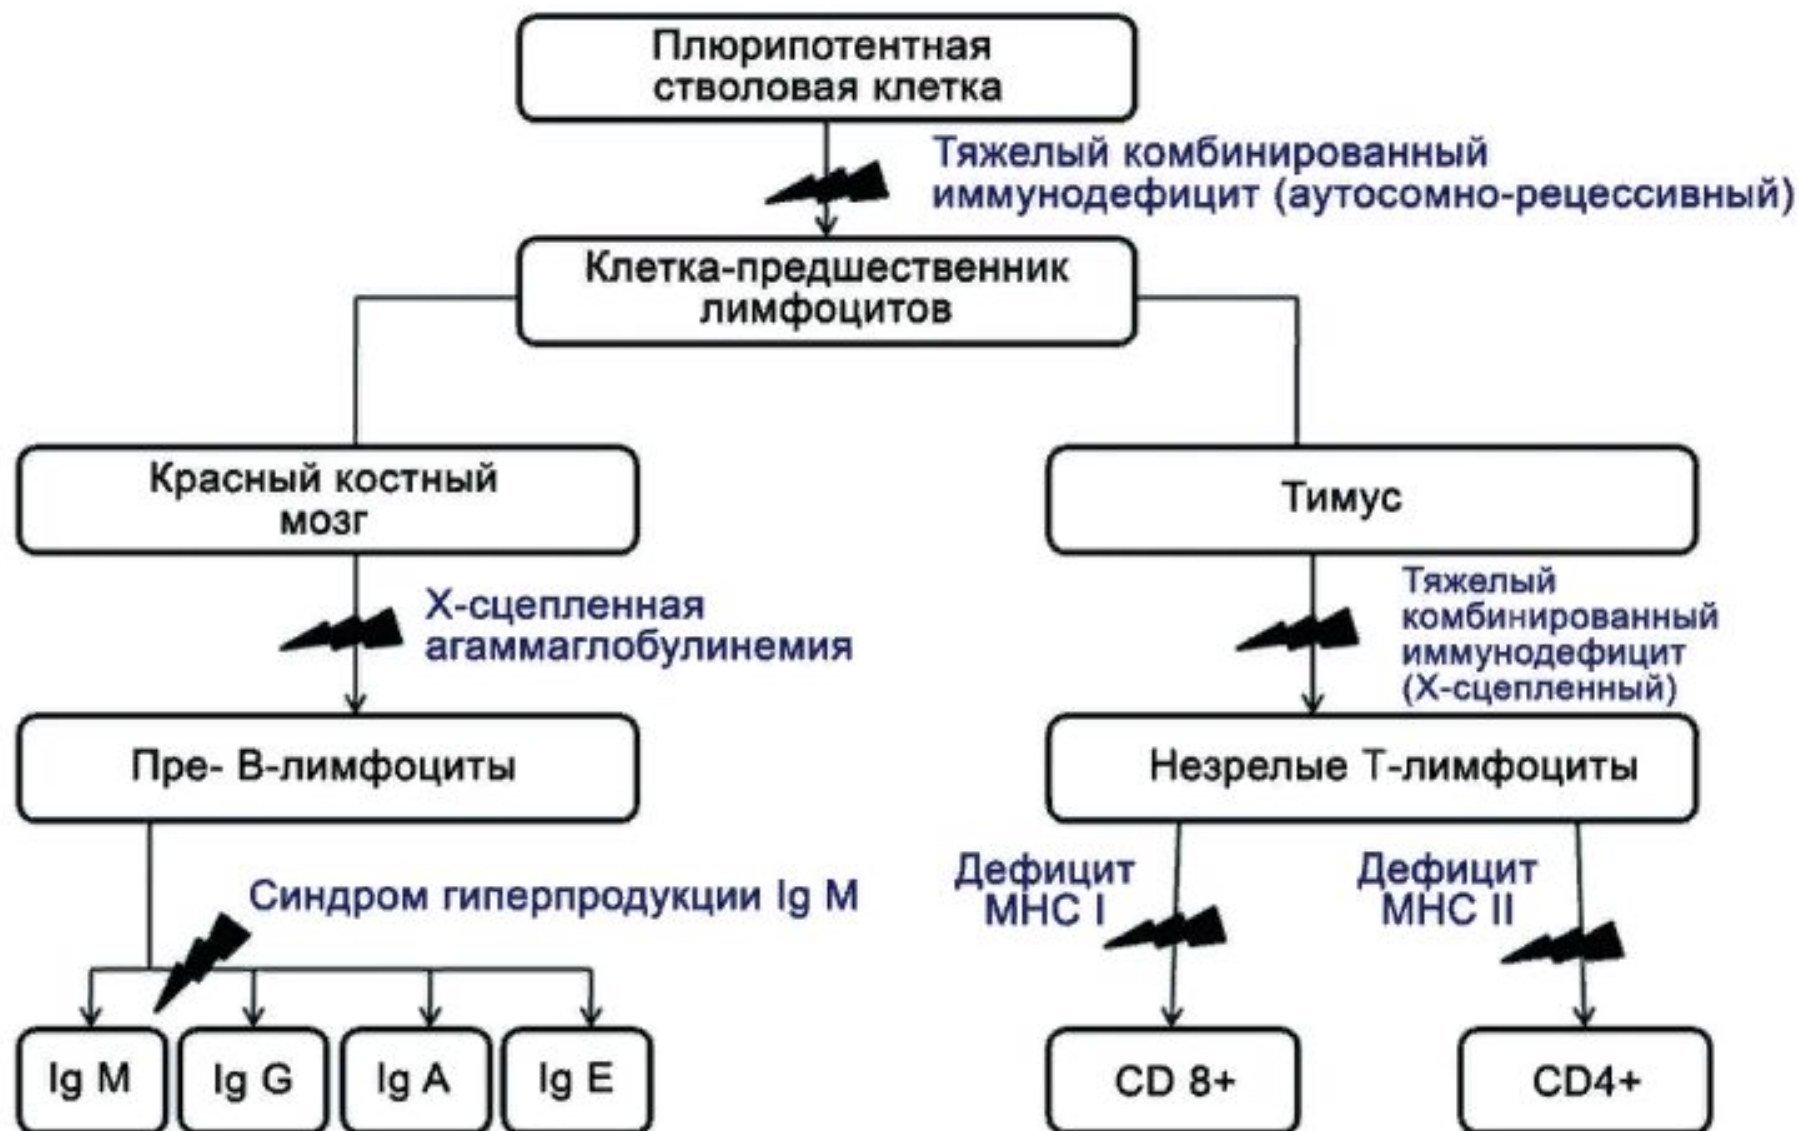 Плюрипотентная
стволовая клетка
Тяжелый комбинированный
иммунодефицит (аутосомно-рецессивный)
Клетка-предшественник
лимфоцитов
Красный костный
мозг
Тимус
Х-сцепленная
агаммаглобулинемия
Тяжелый
комбинированный
иммунодефицит
(Х-сцепленный)
Пре- В-лимфоциты
Незрелые Т-лимфоциты
Синдром гиперпродукции Ig M
Дефицит
МНС I
Дефицит
МНС II
Ig M
Ig G
Ig A
Ig E
CD 8+
CD4+